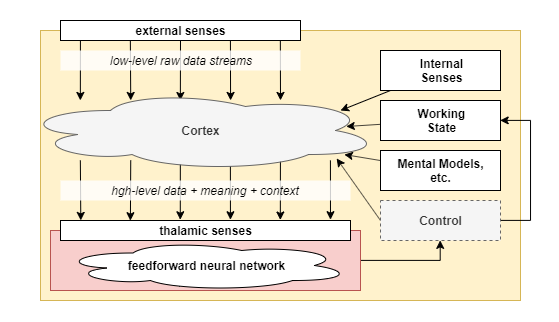 external senses
low-level raw data streams
Internal
Senses
Working
State
Cortex
Mental Models,
etc.
hgh-level data + meaning + context
Control
thalamic senses
feedforward neural network